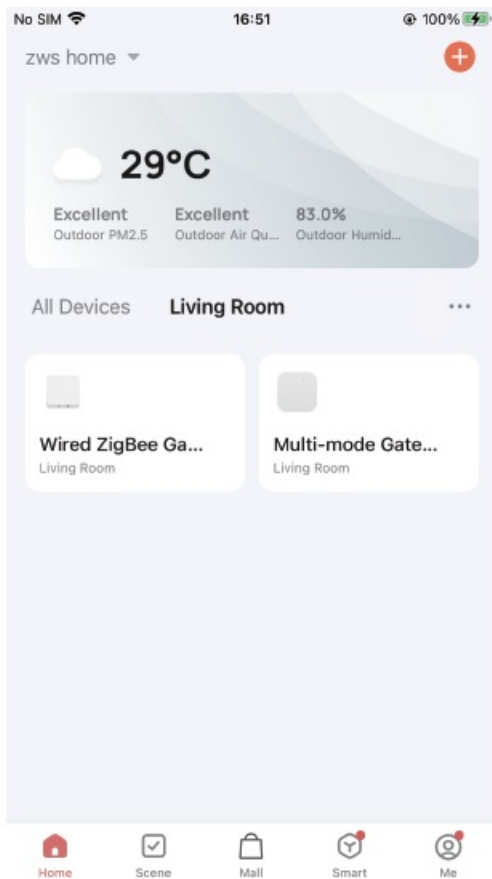 No SIM 16:51 100%
zws home
29°C
Excellent Excellent 83.0%
Outdoor PM2.5 Outdoor Air Qu... Outdoor Humid...
All Devices Living Room
Wired ZigBee Ga... Multi-mode Gate...
Living Room Living Room
Home Scene Mall Smart Me